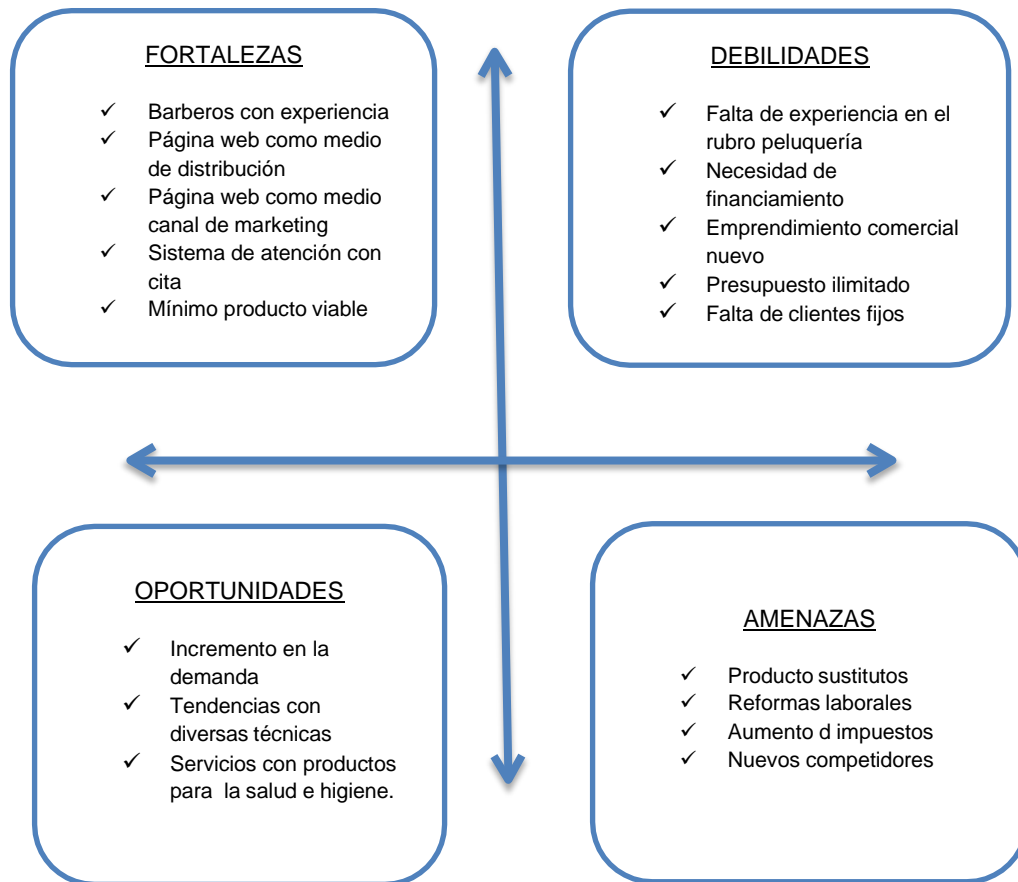 FORTALEZAS
✓ Barberos con experiencia
✓ Página web como medio
de distribución
✓ Página web como medio
canal de marketing
✓ Sistema de atención con
cita
✓ Mínimo producto viable
DEBILIDADES
✓ Falta de experiencia en el
rubro peluquería
✓ Necesidad de
financiamiento
✓ Emprendimiento comercial
nuevo
✓ Presupuesto ilimitado
✓ Falta de clientes fijos
OPORTUNIDADES
✓ Incremento en la
demanda
✓ Tendencias con
diversas técnicas
✓ Servicios con productos
para la salud e higiene.
AMENAZAS
✓ Producto sustitutos
✓ Reformas laborales
✓ Aumento d impuestos
✓ Nuevos competidores